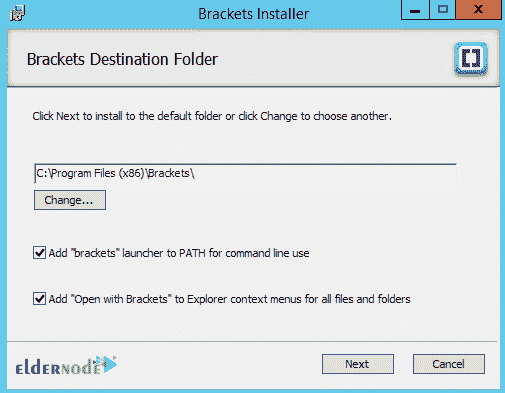 Brackets Installer
Brackets Destination Folder
Click Next to install to the default folder or click Change to choose another.
C:\Program Files (x86)\Brackets\
Change...
Add "brackets" launcher to PATH for command line use
Add "Open with Brackets" to Explorer context menus for all files and folders
elderNODE
Next
Cancel